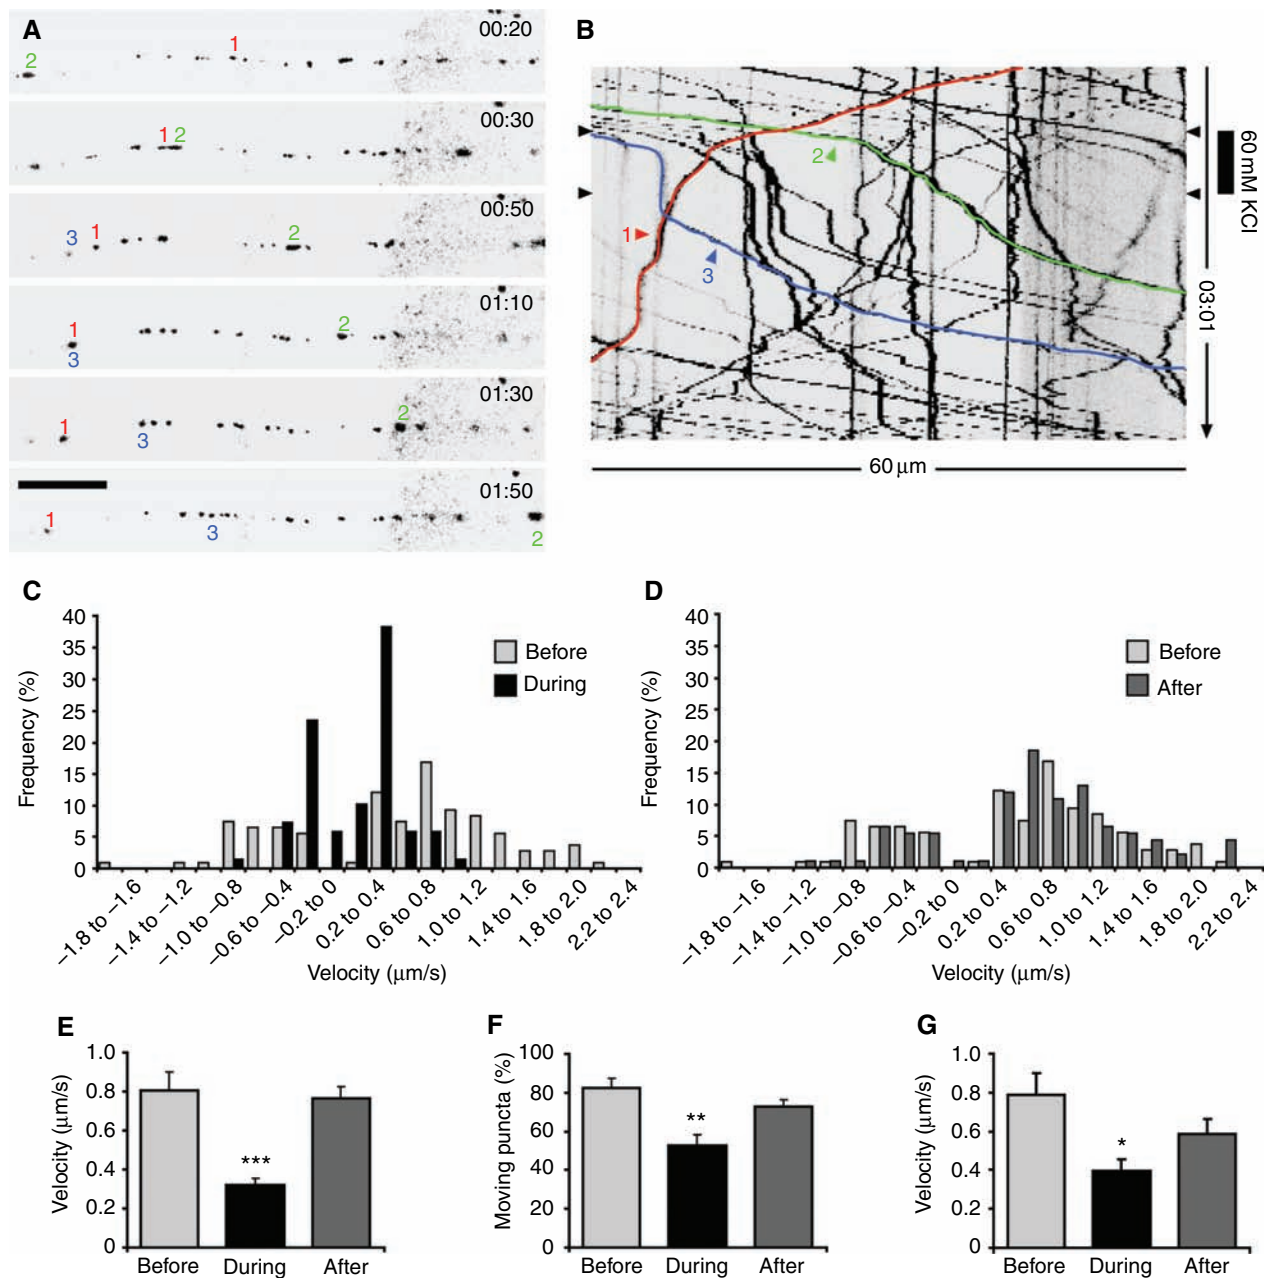 A
00:20
1
2
00:30
1 2
00:50
3 1 2
01:10
1 2
3
01:30
1 2
3
01:50
1 3 2
B
1
2
3
60 mM KCl
03:01
60 µm
C
40
35
30
25
20
15
10
5
0
Frequency (%)
Before
During
−1.8 to −1.6
−1.4 to −1.2
−1.0 to −0.8
−0.6 to −0.4
−0.2 to 0
0.2 to 0.4
0.6 to 0.8
1.0 to 1.2
1.4 to 1.6
1.8 to 2.0
2.2 to 2.4
Velocity (µm/s)
D
40
35
30
25
20
15
10
5
0
Frequency (%)
Before
After
−1.8 to −1.6
−1.4 to −1.2
−1.0 to −0.8
−0.6 to −0.4
−0.2 to 0
0.2 to 0.4
0.6 to 0.8
1.0 to 1.2
1.4 to 1.6
1.8 to 2.0
2.2 to 2.4
Velocity (µm/s)
E
1.0
0.8
0.6
0.4
0.2
0
Velocity (µm/s)
***
Before During After
F
100
80
60
40
20
0
Moving puncta (%)
**
Before During After
G
1.0
0.8
0.6
0.4
0.2
0
Velocity (µm/s)
*
Before During After